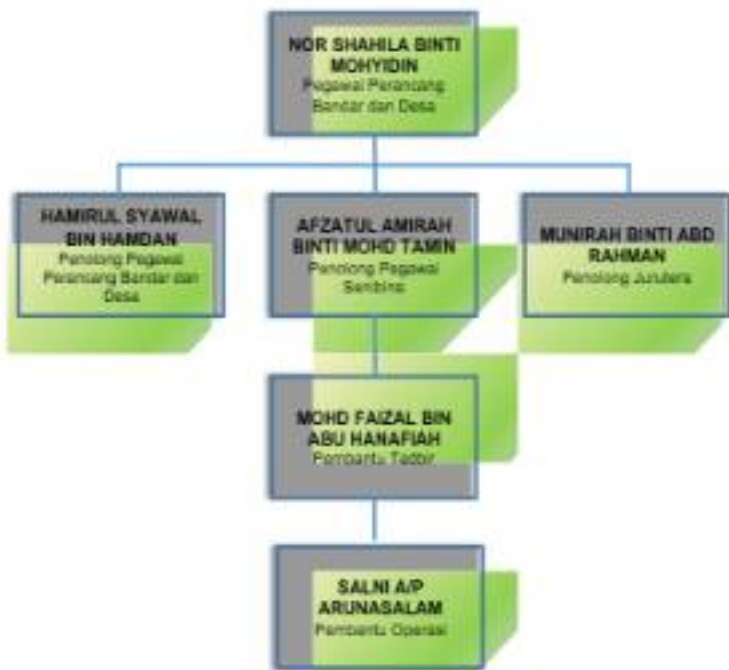 NOR SHAHILA BINTI
MOHYIDIN
Pegawai Perancang
Bandar dan Desa
HAMIRUL SYAWAL
BIN HAMDAN
Penolong Pegawai
Perancang Bandar dan
Desa
AFZATUL AMIRAH
BINTI MOHD TAMIN
Penolong Pegawai
Senibina
MUNIRAH BINTI ABD
RAHMAN
Penolong Jurutera
MOHD FAIZAL BIN
ABU HANAFIAH
Pembantu Tadbir
SALNI A/P
ARUNASALAM
Pembantu Operasi